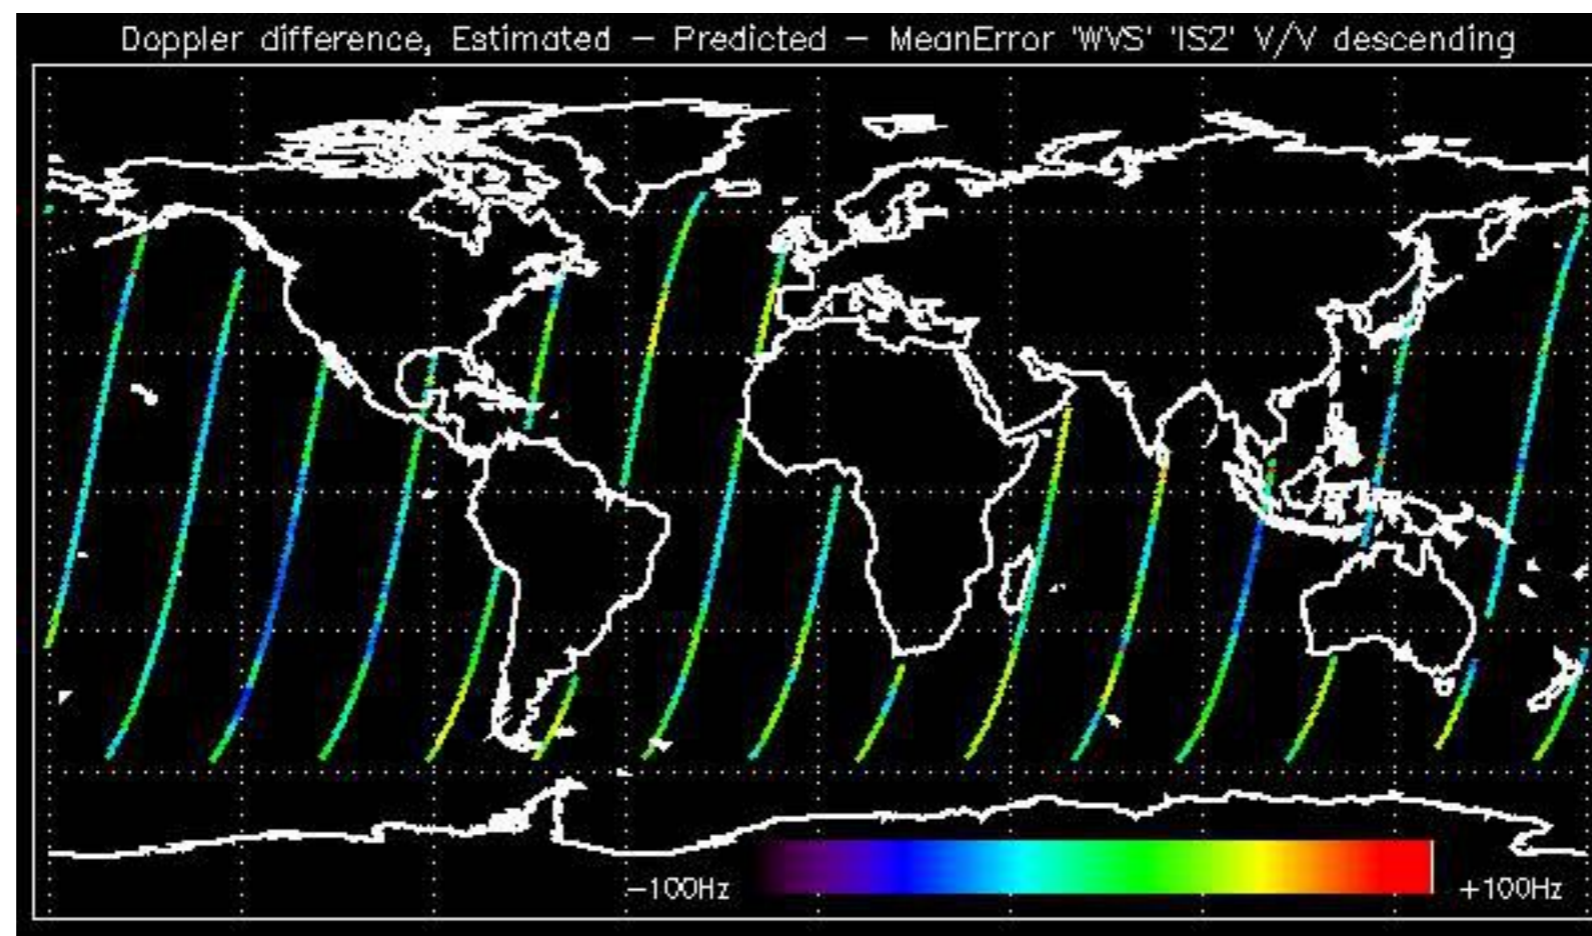 Doppler difference, Estimated – Predicted – MeanError 'WVS' 'IS2' V/V descending
–100Hz +100Hz